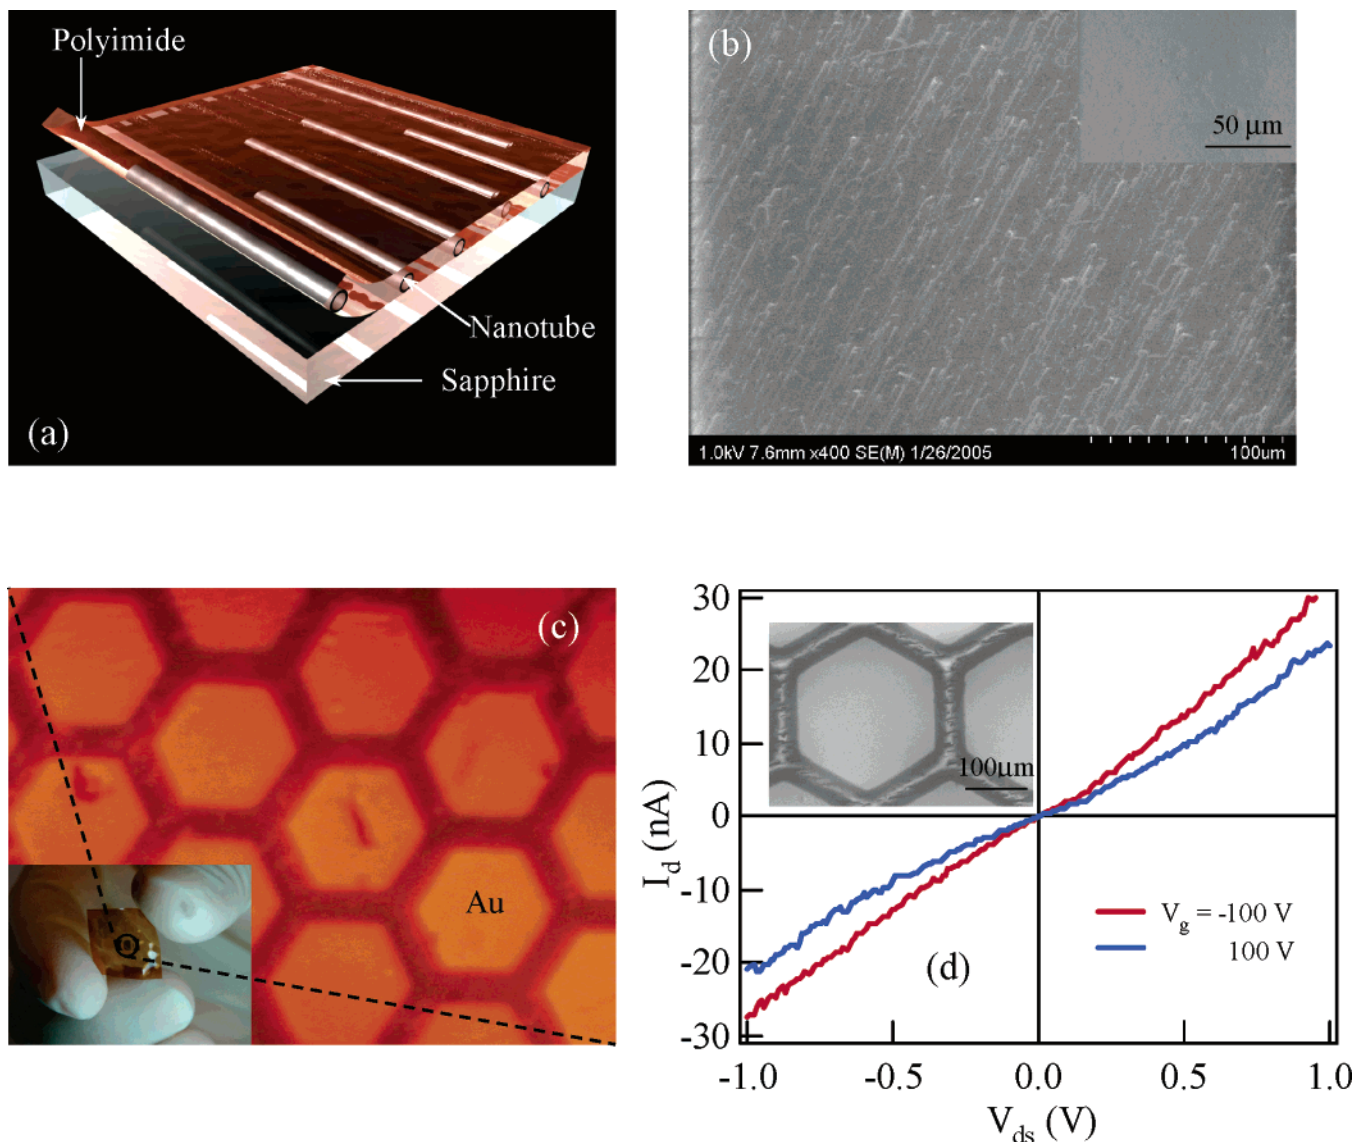 Polyimide
Nanotube
Sapphire
(a)
(b)
50 μm
1.0kV 7.6mm x400 SE(M) 1/26/2005
100um
(c)
Au
30
20
10
0
-10
-20
-30
I_d (nA)
100μm
V_g = -100 V
100 V
(d)
-1.0
-0.5
0.0
0.5
1.0
V_ds (V)